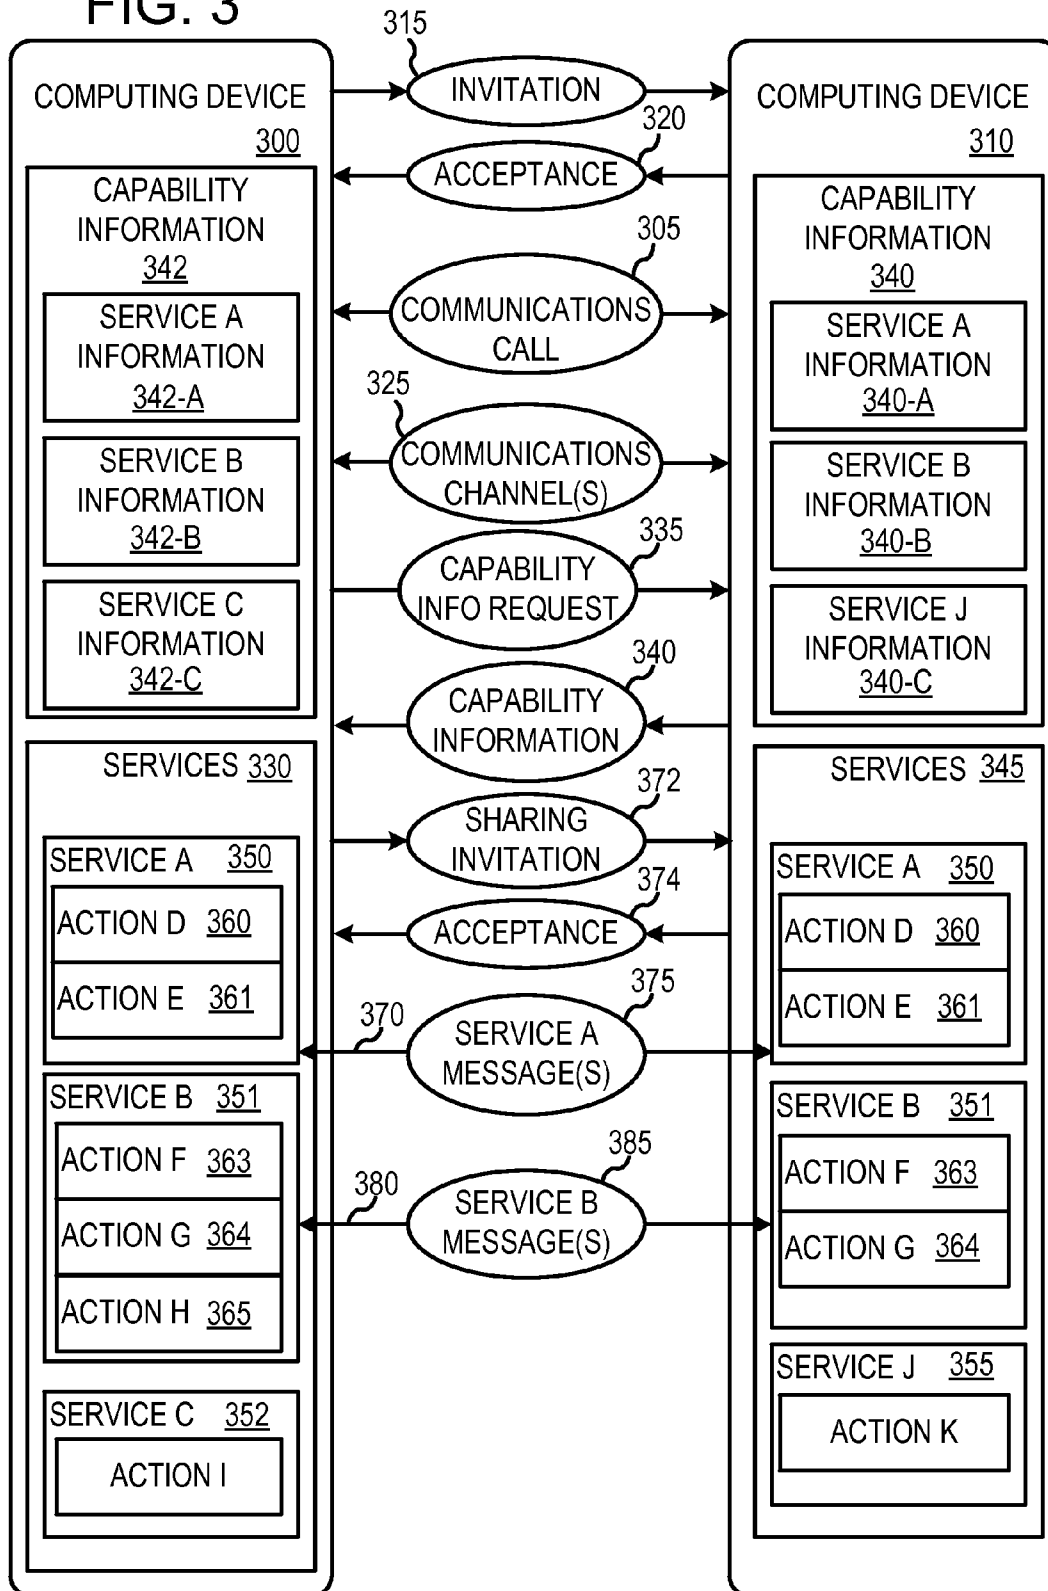 FIG. 3
COMPUTING DEVICE
300
CAPABILITY
INFORMATION
342
SERVICE A
INFORMATION
342-A
SERVICE B
INFORMATION
342-B
SERVICE C
INFORMATION
342-C
SERVICES 330
SERVICE A 350
ACTION D 360
ACTION E 361
SERVICE B 351
ACTION F 363
ACTION G 364
ACTION H 365
SERVICE C 352
ACTION I
315
INVITATION
320
ACCEPTANCE
305
COMMUNICATIONS
CALL
325
COMMUNICATIONS
CHANNEL(S)
335
CAPABILITY
INFO REQUEST
340
CAPABILITY
INFORMATION
372
SHARING
INVITATION
374
ACCEPTANCE
375
370
SERVICE A
MESSAGE(S)
385
380
SERVICE B
MESSAGE(S)
COMPUTING DEVICE
310
CAPABILITY
INFORMATION
340
SERVICE A
INFORMATION
340-A
SERVICE B
INFORMATION
340-B
SERVICE J
INFORMATION
340-C
SERVICES 345
SERVICE A 350
ACTION D 360
ACTION E 361
SERVICE B 351
ACTION F 363
ACTION G 364
SERVICE J 355
ACTION K